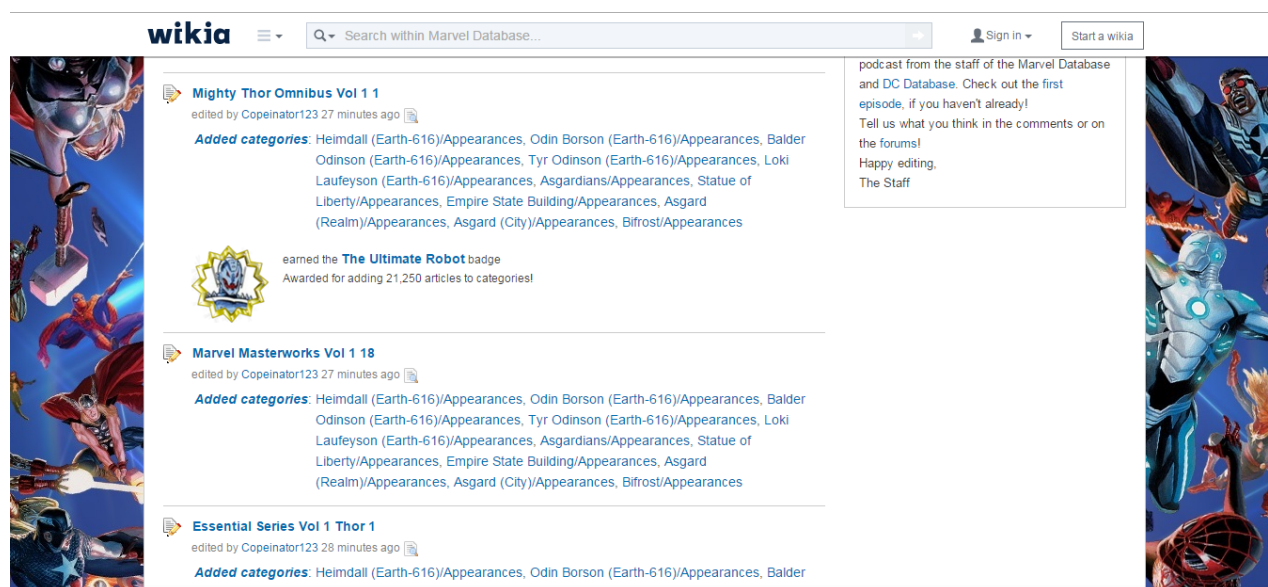 wikia
Search within Marvel Database...
Sign in
Start a wikia
Mighty Thor Omnibus Vol 1 1
edited by Copeinator123 27 minutes ago
Added categories: Heimdall (Earth-616)/Appearances, Odin Borson (Earth-616)/Appearances, Balder
Odinson (Earth-616)/Appearances, Tyr Odinson (Earth-616)/Appearances, Loki
Laufeyson (Earth-616)/Appearances, Asgardians/Appearances, Statue of
Liberty/Appearances, Empire State Building/Appearances, Asgard
(Realm)/Appearances, Asgard (City)/Appearances, Bifrost/Appearances
earned the The Ultimate Robot badge
Awarded for adding 21,250 articles to categories!
Marvel Masterworks Vol 1 18
edited by Copeinator123 27 minutes ago
Added categories: Heimdall (Earth-616)/Appearances, Odin Borson (Earth-616)/Appearances, Balder
Odinson (Earth-616)/Appearances, Tyr Odinson (Earth-616)/Appearances, Loki
Laufeyson (Earth-616)/Appearances, Asgardians/Appearances, Statue of
Liberty/Appearances, Empire State Building/Appearances, Asgard
(Realm)/Appearances, Asgard (City)/Appearances, Bifrost/Appearances
Essential Series Vol 1 Thor 1
edited by Copeinator123 28 minutes ago
Added categories: Heimdall (Earth-616)/Appearances, Odin Borson (Earth-616)/Appearances, Balder
podcast from the staff of the Marvel Database
and DC Database. Check out the first
episode, if you haven't already!
Tell us what you think in the comments or on
the forums!
Happy editing,
The Staff